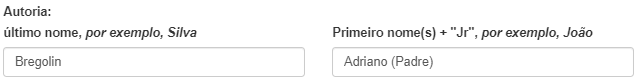 Autoria:
último nome, por exemplo, Silva
Primeiro nome(s) + "Jr", por exemplo, João
Bregolin
Adriano (Padre)